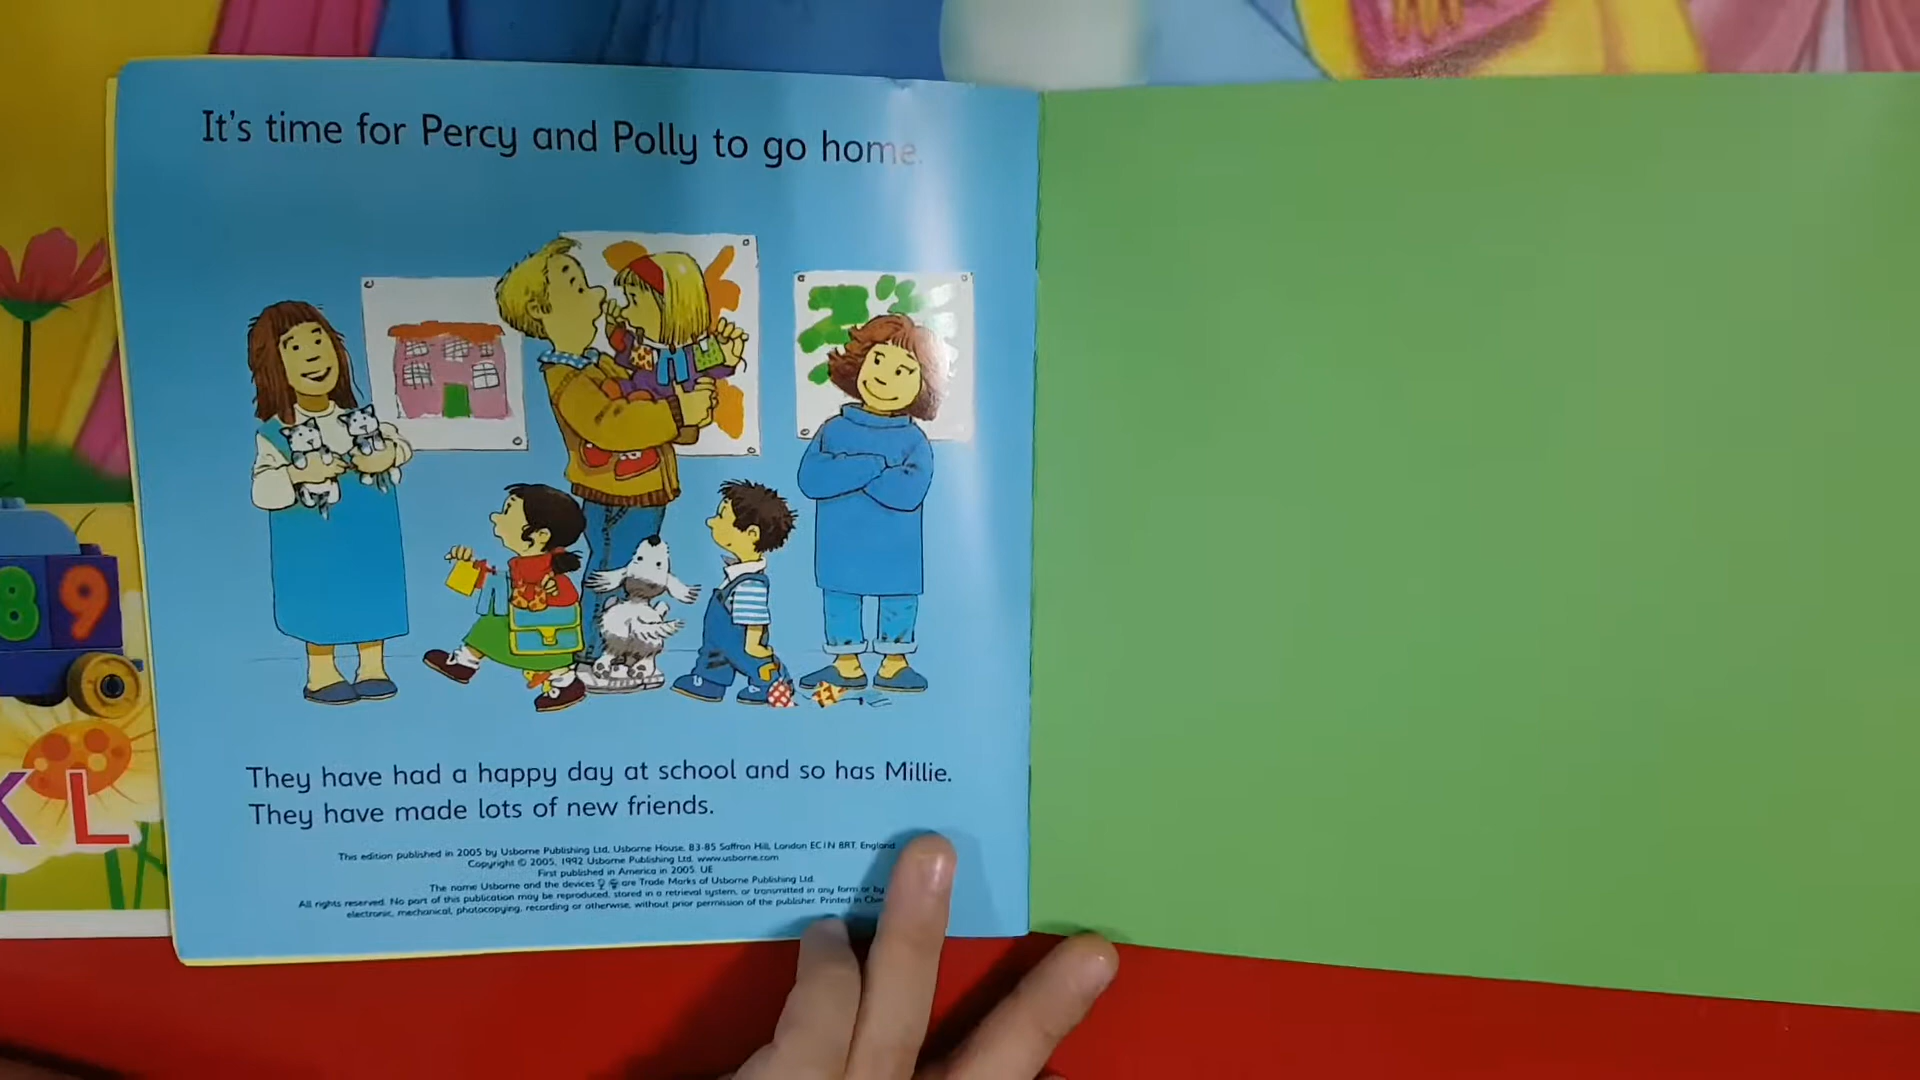 It's time for Percy and Polly to go home.
8 9
K L
They have had a happy day at school and so has Millie.
They have made lots of new friends.
This edition published in 2005 by Usborne Publishing Ltd, Usborne House, 83-85 Saffron Hill, London EC1N 8RT, England
Copyright © 2005, 1992 Usborne Publishing Ltd. www.usborne.com
First published in America in 2005. UE
The name Usborne and the devices are Trade Marks of Usborne Publishing Ltd.
All rights reserved. No part of this publication may be reproduced, stored in a retrieval system, or transmitted in any form or by
electronic, mechanical, photocopying, recording or otherwise, without prior permission of the publisher. Printed in